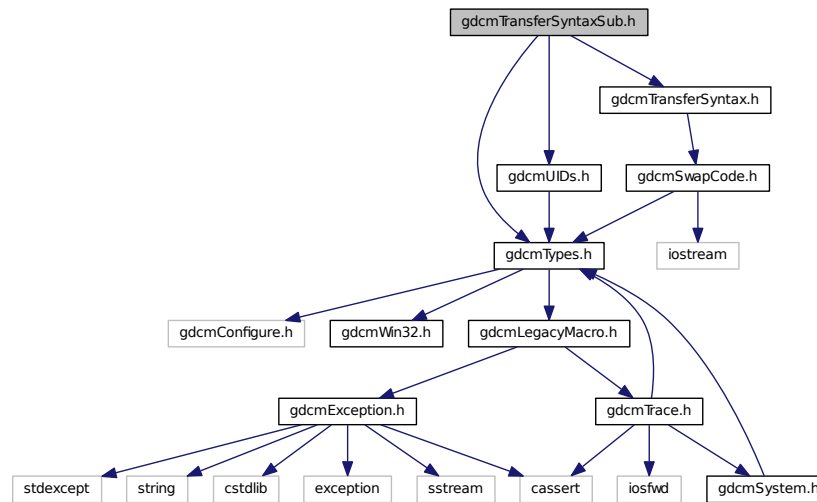 gdcmTransferSyntaxSub.h
gdcmTransferSyntax.h
gdcmUIDs.h
gdcmSwapCode.h
gdcmTypes.h
iostream
gdcmConfigure.h
gdcmWin32.h
gdcmLegacyMacro.h
gdcmException.h
gdcmTrace.h
stdexcept
string
cstdlib
exception
sstream
cassert
iosfwd
gdcmSystem.h